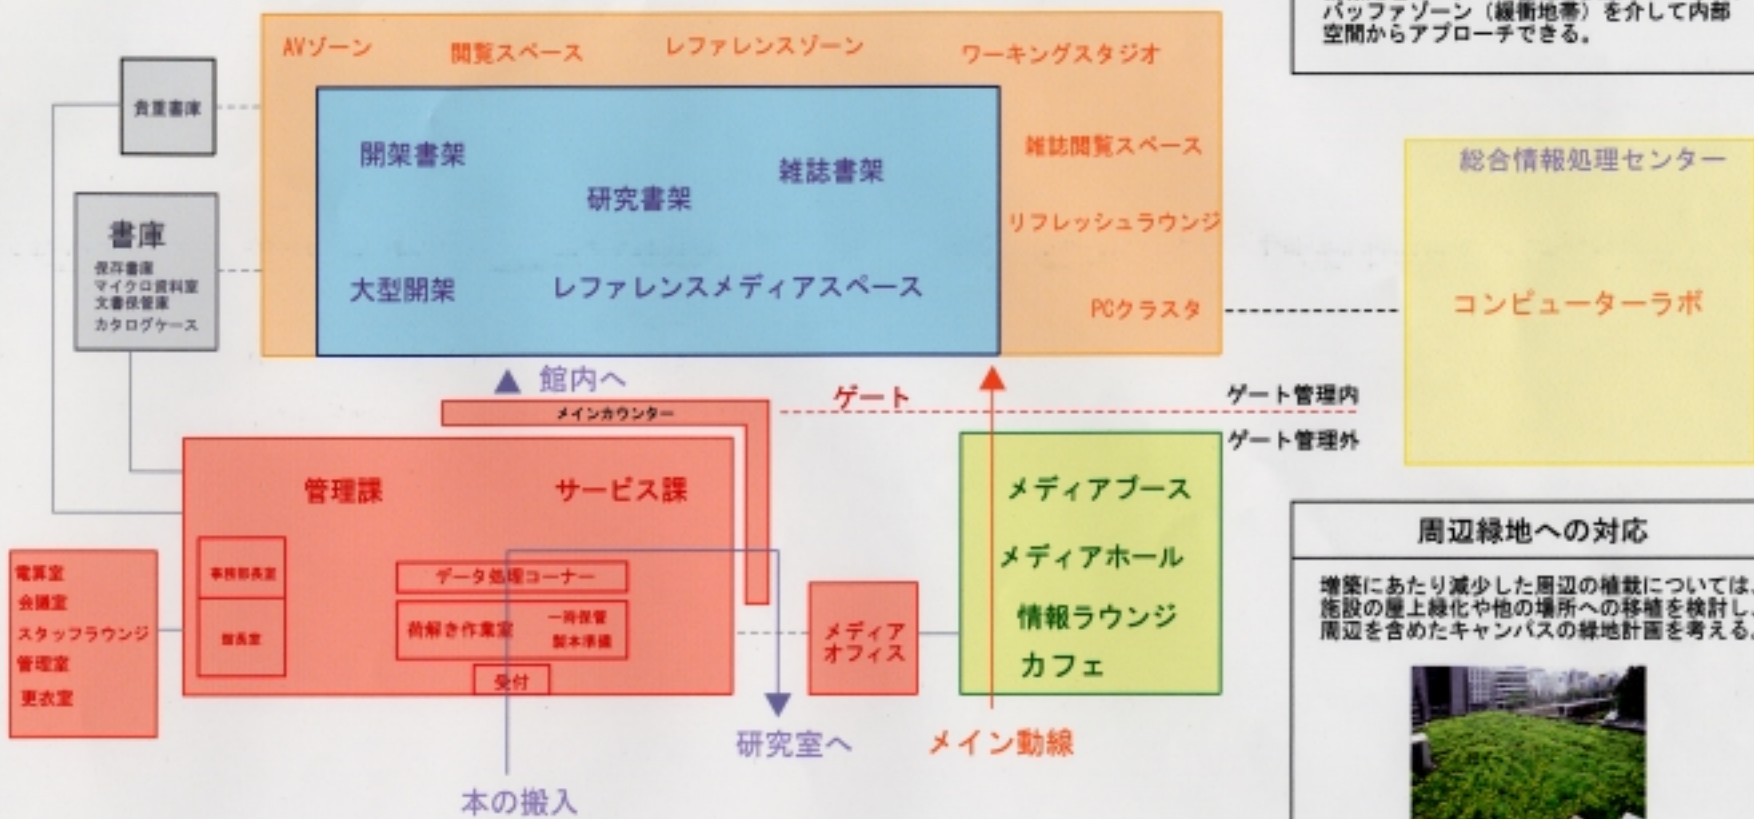 バッファゾーン（緩衝地帯）を介して内部
空間からアプローチできる。
AVゾーン
閲覧スペース
レファレンスゾーン
ワーキングスタジオ
貴重書庫
開架書架
研究書架
雑誌書架
雑誌閲覧スペース
リフレッシュラウンジ
大型開架
レファレンスメディアスペース
PCクラスタ
総合情報処理センター
コンピューターラボ
書庫
保存書庫
マイクロ資料室
文書保管庫
カタログケース
館内へ
メインカウンター
ゲート
ゲート管理内
ゲート管理外
管理課
サービス課
事務部長室
館長室
データ処理コーナー
荷解き作業室
一時保管
製本準備
受付
電算室
会議室
スタッフラウンジ
管理室
更衣室
メディア
オフィス
メディアブース
メディアホール
情報ラウンジ
カフェ
研究室へ
メイン動線
本の搬入
周辺緑地への対応
増築にあたり減少した周辺の植栽については、
施設の屋上緑化や他の場所への移植を検討し、
周辺を含めたキャンパスの緑地計画を考える。